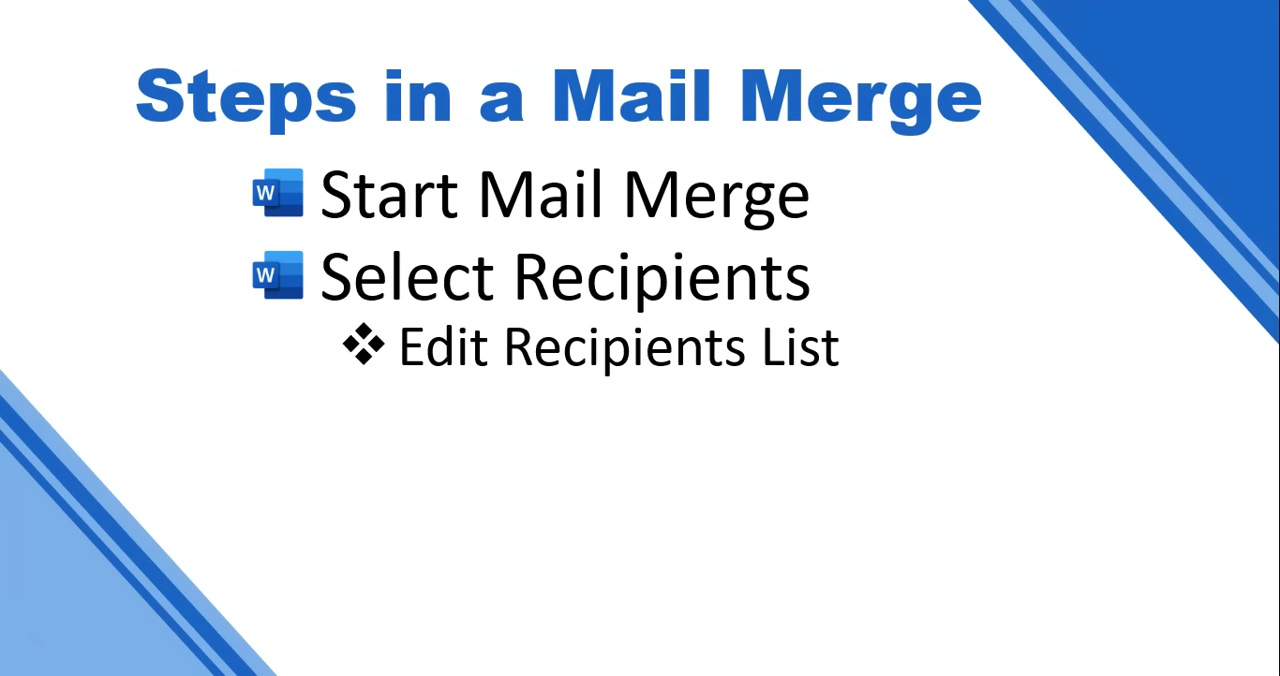 Steps in a Mail Merge
W Start Mail Merge
W Select Recipients
Edit Recipients List